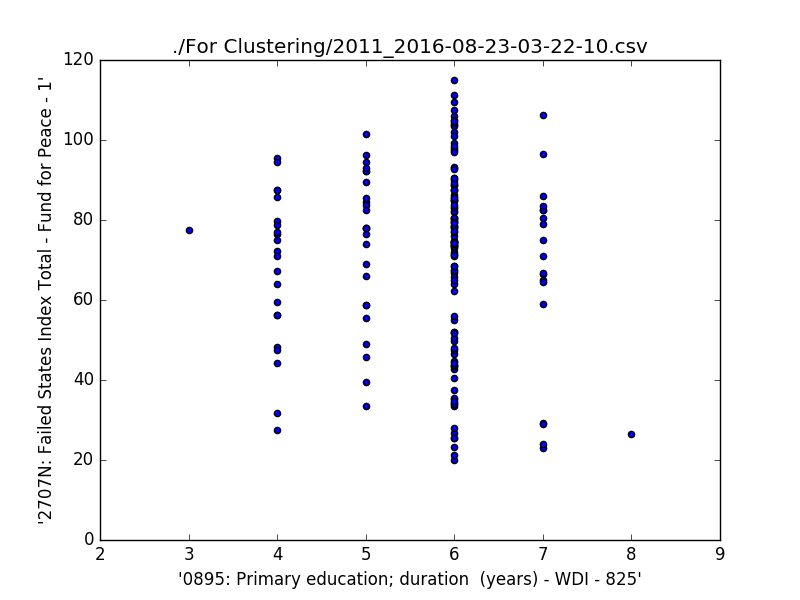 ./For Clustering/2011_2016-08-23-03-22-10.csv
120
100
80
60
40
20
0
'2707N: Failed States Index Total - Fund for Peace - 1'
2 3 4 5 6 7 8 9
'0895: Primary education; duration  (years) - WDI - 825'